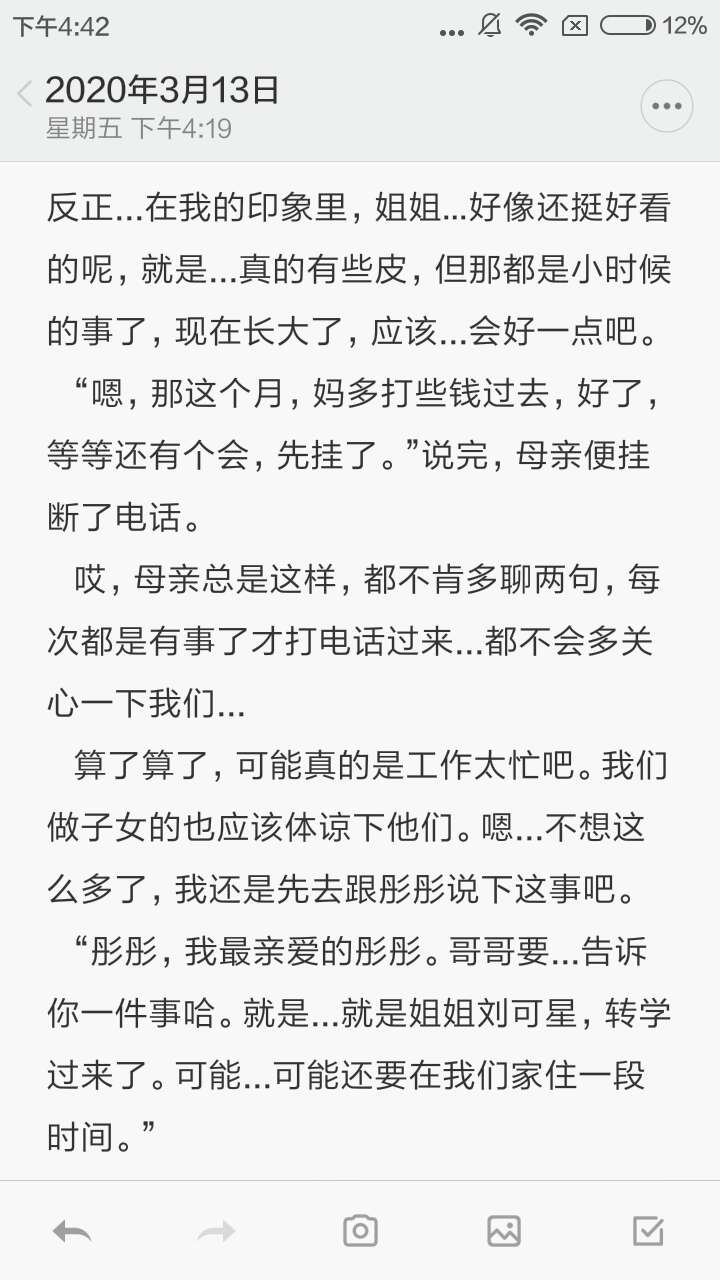 下午4:42
... 12%
2020年3月13日
星期五 下午4:19
反正...在我的印象里，姐姐...好像还挺好看
的呢，就是...真的有些皮，但那都是小时候
的事了，现在长大了，应该...会好一点吧。
“嗯，那这个月，妈多打些钱过去，好了，
等等还有个会，先挂了。”说完，母亲便挂
断了电话。
哎，母亲总是这样，都不肯多聊两句，每
次都是有事了才打电话过来...都不会多关
心一下我们...
算了算了，可能真的是工作太忙吧。我们
做子女的也应该体谅下他们。嗯...不想这
么多了，我还是先去跟彤彤说下这事吧。
“彤彤，我最亲爱的彤彤。哥哥要...告诉
你一件事哈。就是...就是姐姐刘可星，转学
过来了。可能...可能还要在我们家住一段
时间。”